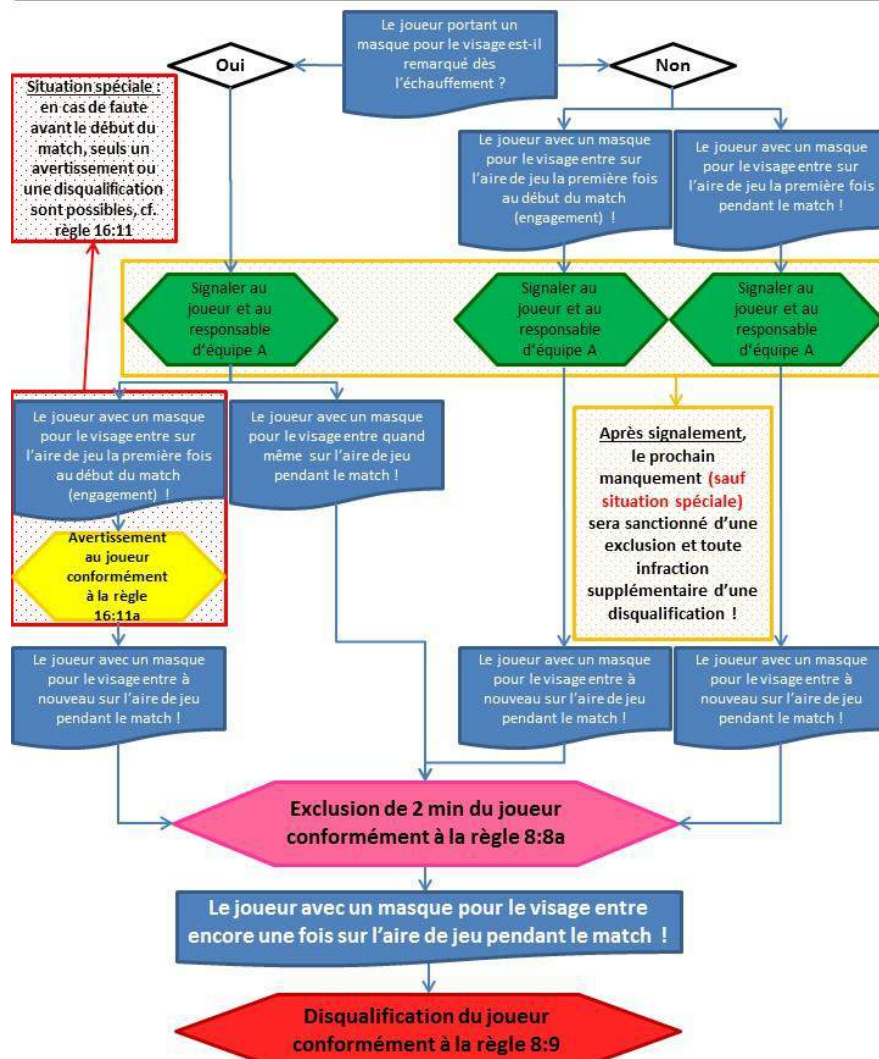 Le joueur portant un
masque pour le visage est-il
remarqué dès
l'échauffement ?
Oui
Non
Situation spéciale :
en cas de faute
avant le début du
match, seuls un
avertissement ou
une disqualification
sont possibles, cf.
règle 16:11
Le joueur avec un masque
pour le visage entre sur
l'aire de jeu la première fois
au début du match
(engagement) !
Le joueur avec un masque
pour le visage entre sur
l'aire de jeu la première fois
pendant le match !
Signaler au
joueur et au
responsable
d'équipe A
Signaler au
joueur et au
responsable
d'équipe A
Signaler au
joueur et au
responsable
d'équipe A
Le joueur avec un masque
pour le visage entre sur
l'aire de jeu la première fois
au début du match
(engagement) !
Le joueur avec un masque
pour le visage entre quand
même sur l'aire de jeu
pendant le match !
Après signalement,
le prochain
manquement (sauf
situation spéciale)
sera sanctionné d'une
exclusion et toute
infraction
supplémentaire d'une
disqualification !
Avertissement
au joueur
conformément
à la règle
16:11a
Le joueur avec un masque
pour le visage entre à
nouveau sur l'aire de jeu
pendant le match !
Le joueur avec un masque
pour le visage entre à
nouveau sur l'aire de jeu
pendant le match !
Le joueur avec un masque
pour le visage entre à
nouveau sur l'aire de jeu
pendant le match !
Exclusion de 2 min du joueur
conformément à la règle 8:8a
Le joueur avec un masque pour le visage entre
encore une fois sur l'aire de jeu pendant le match !
Disqualification du joueur
conformément à la règle 8:9